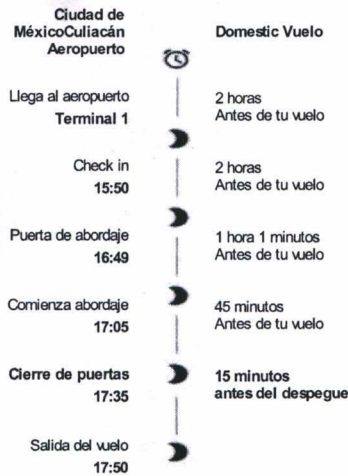 Ciudad de
MéxicoCuliacán
Aeropuerto
Domestic Vuelo
Llega al aeropuerto
Terminal 1
2 horas
Antes de tu vuelo
Check in
15:50
2 horas
Antes de tu vuelo
Puerta de abordaje
16:49
1 hora 1 minutos
Antes de tu vuelo
Comienza abordaje
17:05
45 minutos
Antes de tu vuelo
Cierre de puertas
17:35
15 minutos
antes del despegue
Salida del vuelo
17:50